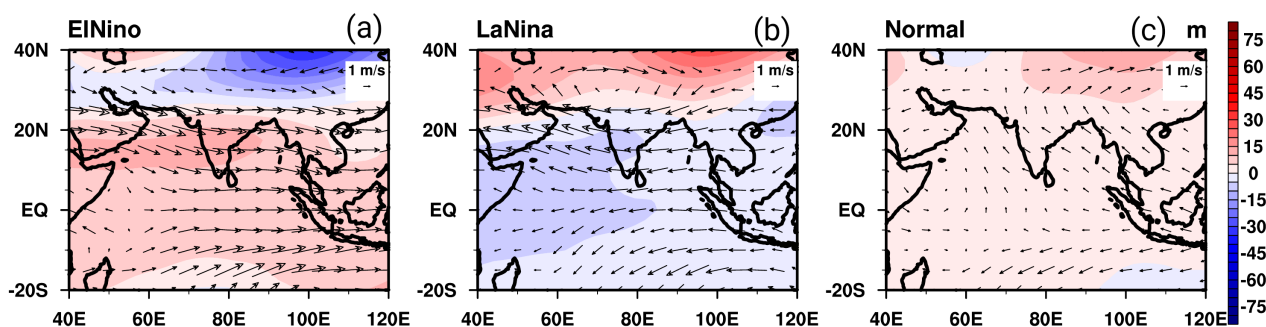 ElNino (a)
40N
20N
EQ
-20S
40E 60E 80E 100E 120E
1 m/s
LaNina (b)
40N
20N
EQ
-20S
40E 60E 80E 100E 120E
1 m/s
Normal (c) m
40N
20N
EQ
-20S
40E 60E 80E 100E 120E
1 m/s
75
60
45
30
15
0
-15
-30
-45
-60
-75